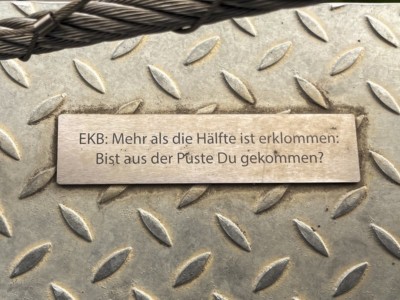 EKB: Mehr als die Hälfte ist erklommen:
Bist aus der Puste Du gekommen?